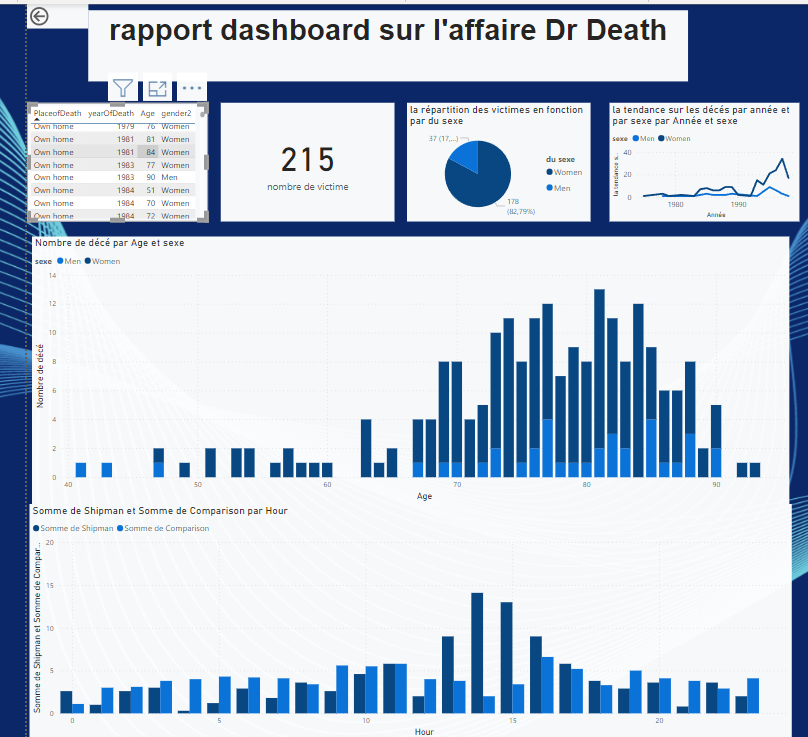 rapport dashboard sur l'affaire Dr Death
PlaceofDeath yearOfDeath Age gender2
Own home 1979 76 Women
Own home 1981 81 Women
Own home 1981 84 Women
Own home 1983 77 Women
Own home 1983 90 Men
Own home 1984 51 Women
Own home 1984 70 Women
Own home 1984 72 Women
215
nombre de victime
la répartition des victimes en fonction
par du sexe
37 (17,...)
178
(82,79%)
du sexe
Women
Men
la tendance sur les décés par année et
par sexe par Année et sexe
sexe Men Women
la tendance s...
40
20
0
1980 1990
Année
Nombre de décé par Age et sexe
sexe Men Women
Nombre de décé
14
12
10
8
6
4
2
0
40 50 60 70 80 90
Age
Somme de Shipman et Somme de Comparison par Hour
Somme de Shipman Somme de Comparison
Somme de Shipman et Somme de Compar...
20
15
10
5
0
0 5 10 15 20
Hour